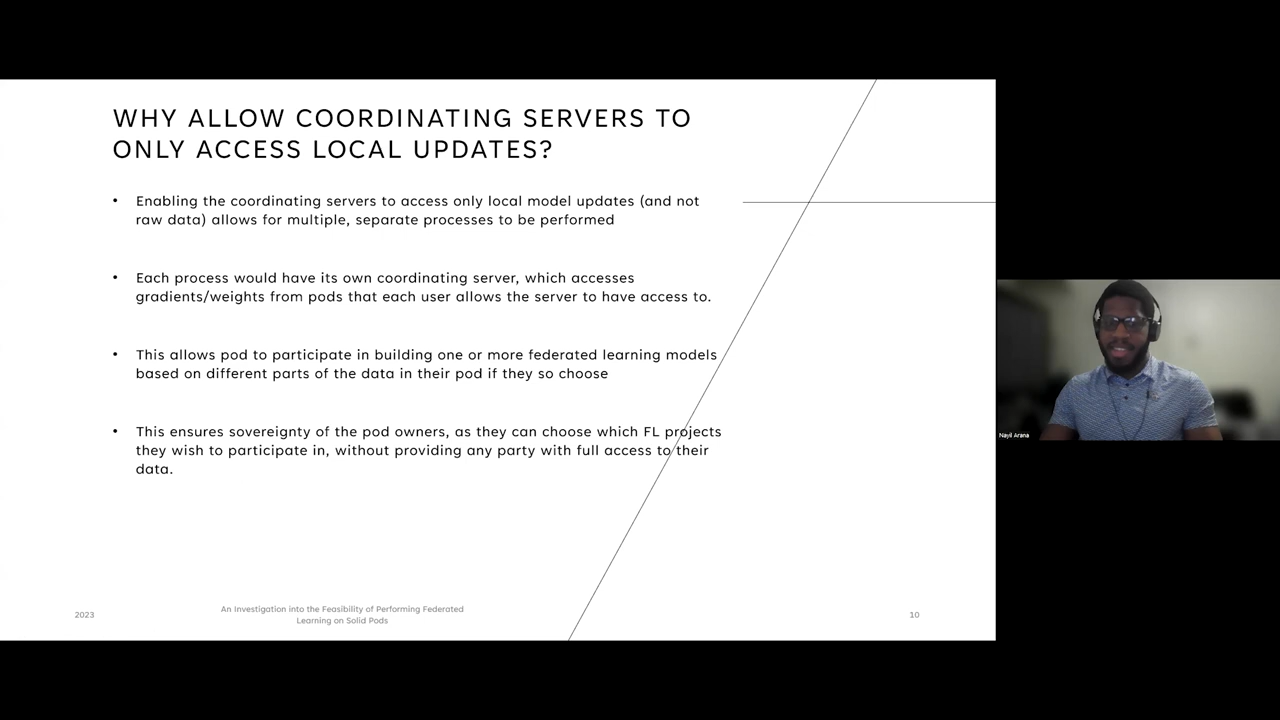 WHY ALLOW COORDINATING SERVERS TO
ONLY ACCESS LOCAL UPDATES?
• Enabling the coordinating servers to access only local model updates (and not
raw data) allows for multiple, separate processes to be performed
• Each process would have its own coordinating server, which accesses
gradients/weights from pods that each user allows the server to have access to.
• This allows pod to participate in building one or more federated learning models
based on different parts of the data in their pod if they so choose
• This ensures sovereignty of the pod owners, as they can choose which FL projects
they wish to participate in, without providing any party with full access to their
data.
2023
An Investigation into the Feasibility of Performing Federated
Learning on Solid Pods
10
Nayil Arana